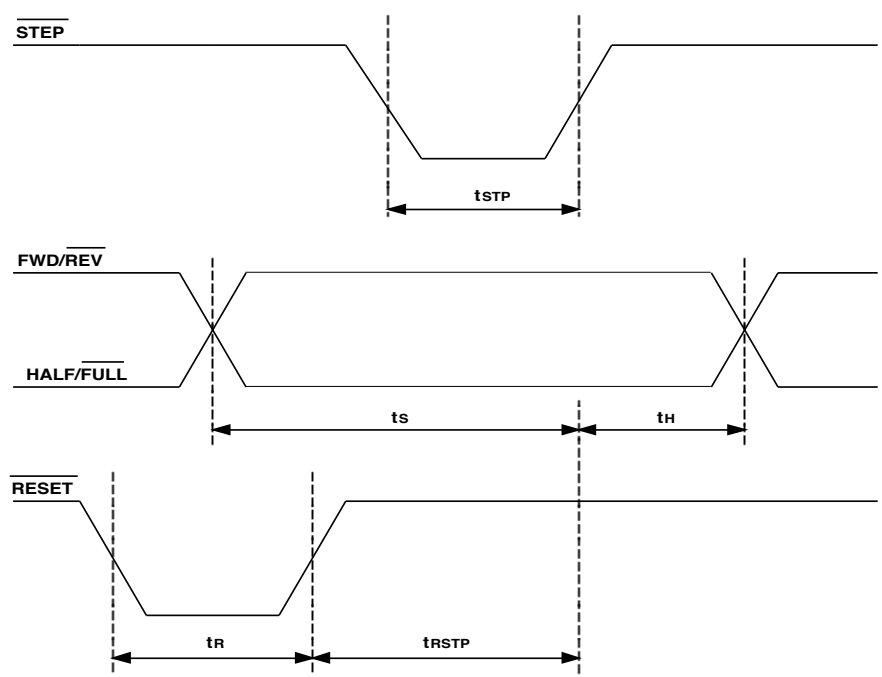 STEP
tSTP
FWD/REV
HALF/FULL
tS
tH
RESET
tR
tRSTP